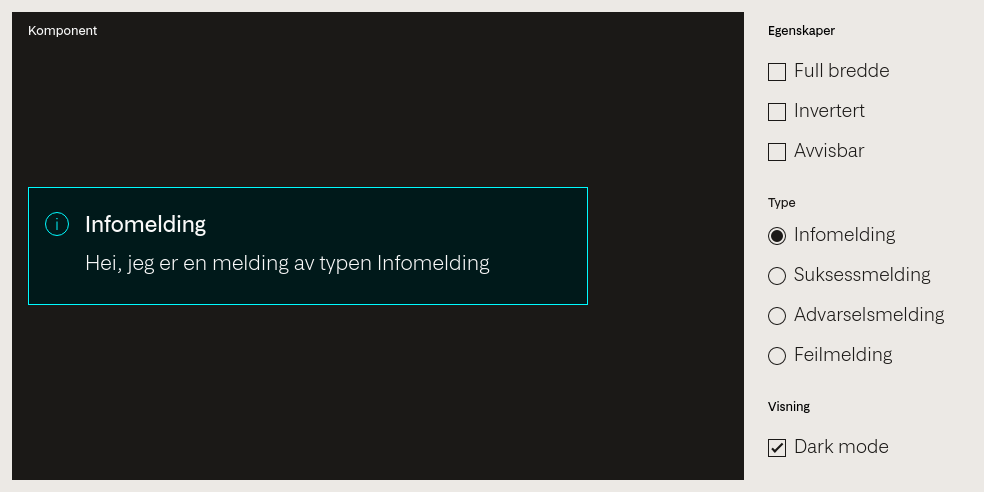 Komponent
Infomelding
Hei, jeg er en melding av typen Infomelding
Egenskaper
Full bredde
Invertert
Avvisbar
Type
Infomelding
Suksessmelding
Advarselsmelding
Feilmelding
Visning
Dark mode